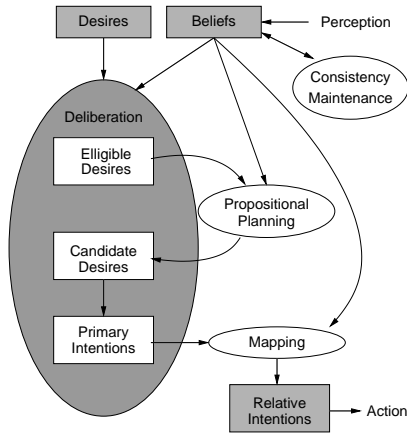 Desires
Beliefs
Perception
Consistency
Maintenance
Deliberation
Elligible
Desires
Propositional
Planning
Candidate
Desires
Primary
Intentions
Mapping
Relative
Intentions
Action